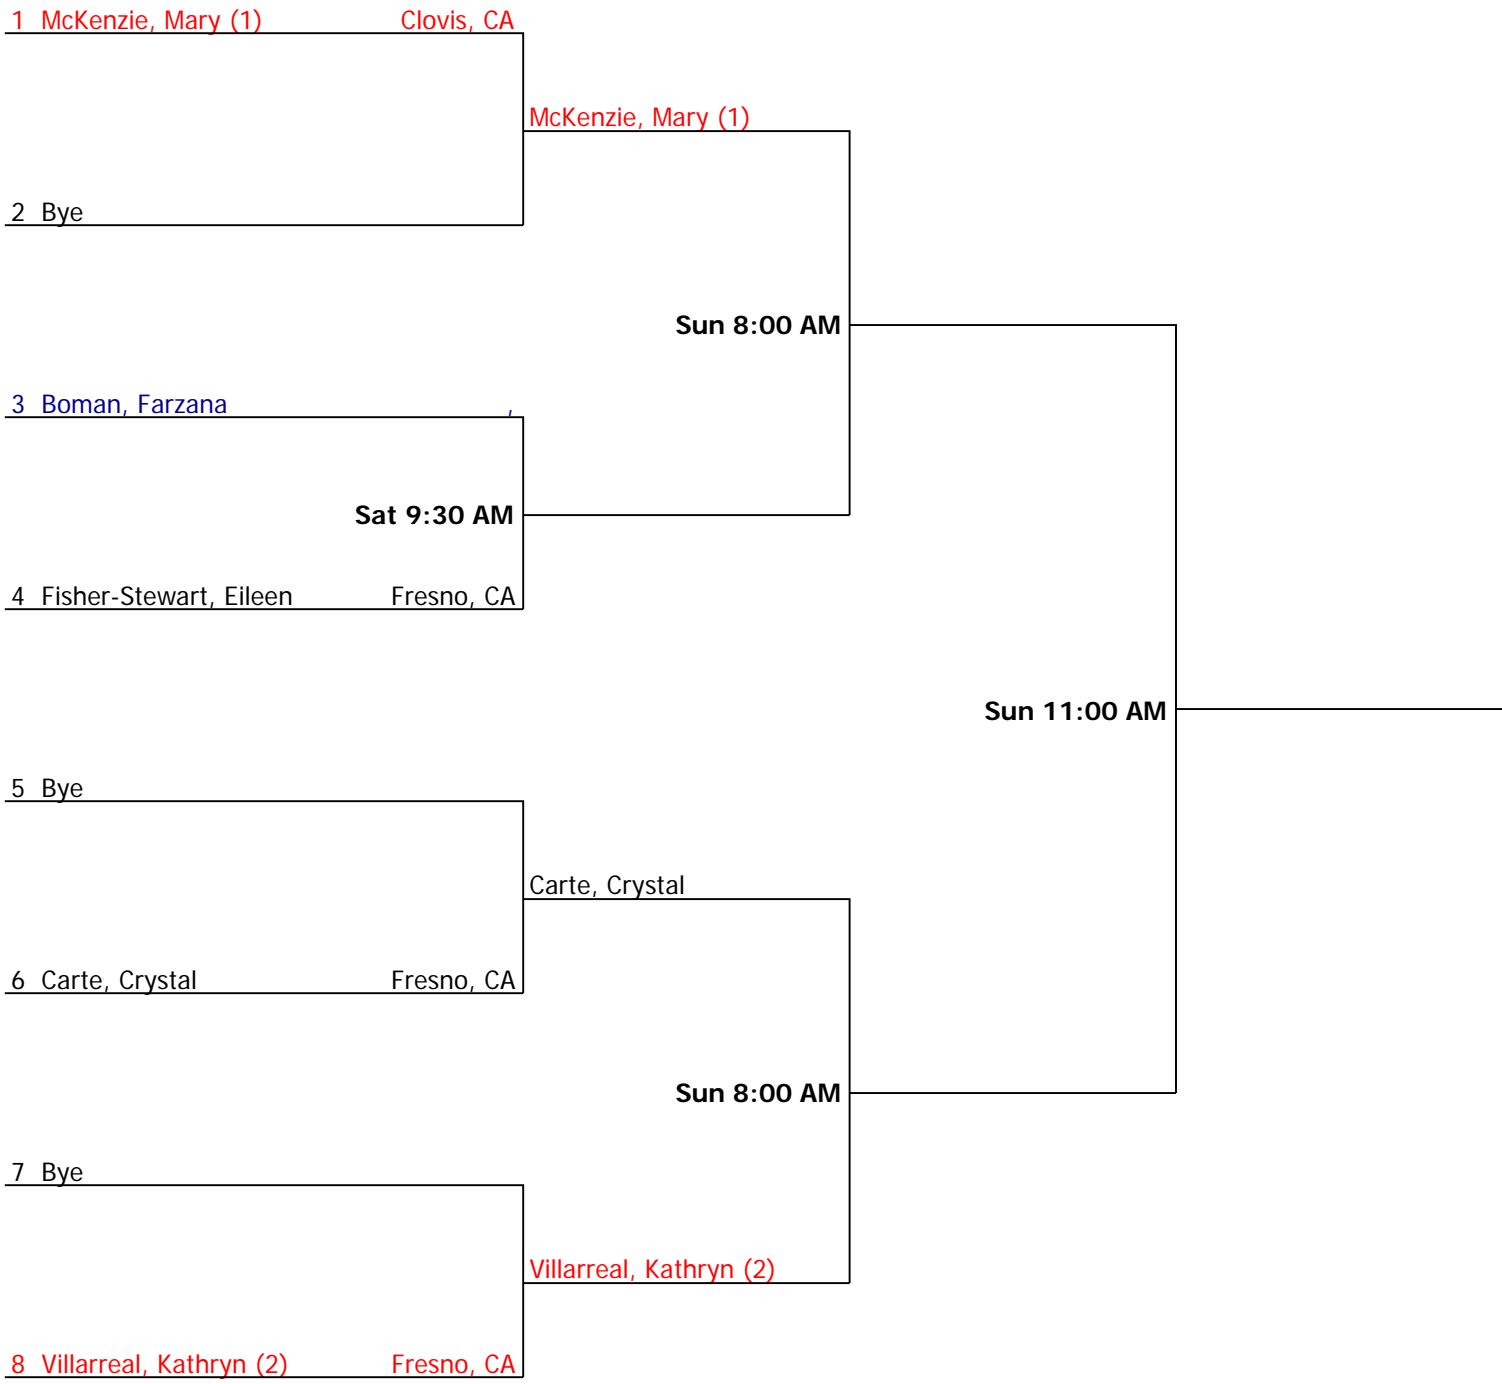 1 McKenzie, Mary (1) Clovis, CA
McKenzie, Mary (1)
2 Bye
Sun 8:00 AM
3 Boman, Farzana ,
Sat 9:30 AM
4 Fisher-Stewart, Eileen Fresno, CA
Sun 11:00 AM
5 Bye
Carte, Crystal
6 Carte, Crystal Fresno, CA
Sun 8:00 AM
7 Bye
Villarreal, Kathryn (2)
8 Villarreal, Kathryn (2) Fresno, CA